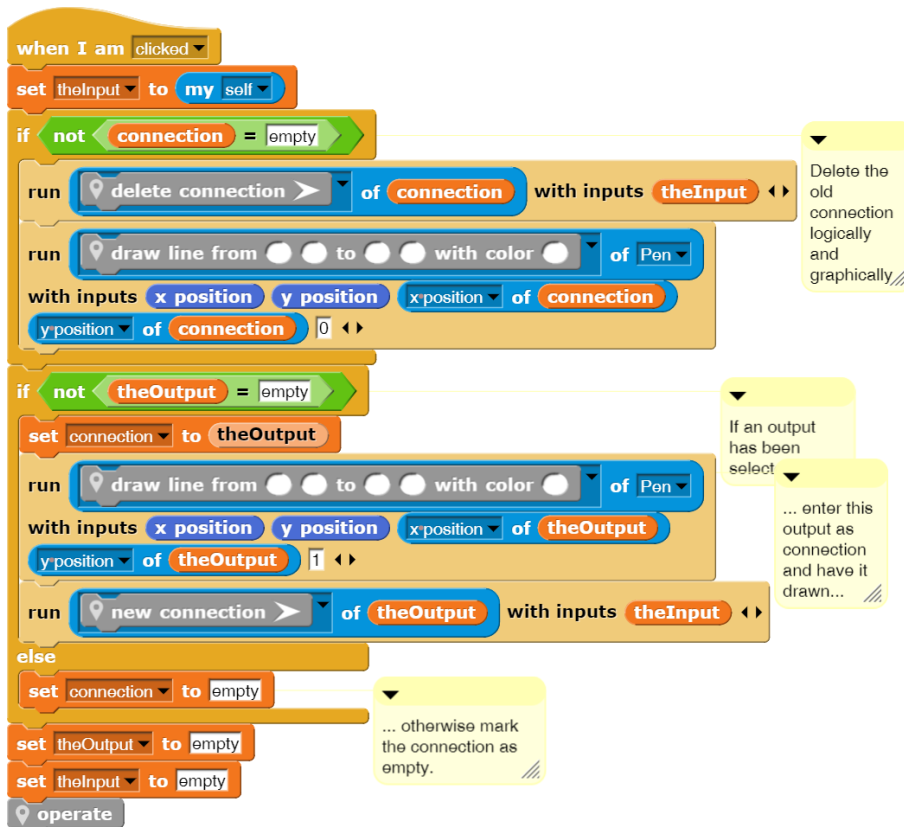 when I am clicked
set theInput to my self
if not connection = empty
run delete connection of connection with inputs theInput
run draw line from to with color of Pen
with inputs x position y position x position of connection
y position of connection 0
if not theOutput = empty
set connection to theOutput
run draw line from to with color of Pen
with inputs x position y position x position of theOutput
y position of theOutput 1
run new connection of theOutput with inputs theInput
else
set connection to empty
set theOutput to empty
set theInput to empty
operate
Delete the
old
connection
logically
and
graphically
If an output
has been
select
... enter this
output as
connection
and have it
drawn...
... otherwise mark
the connection as
empty.